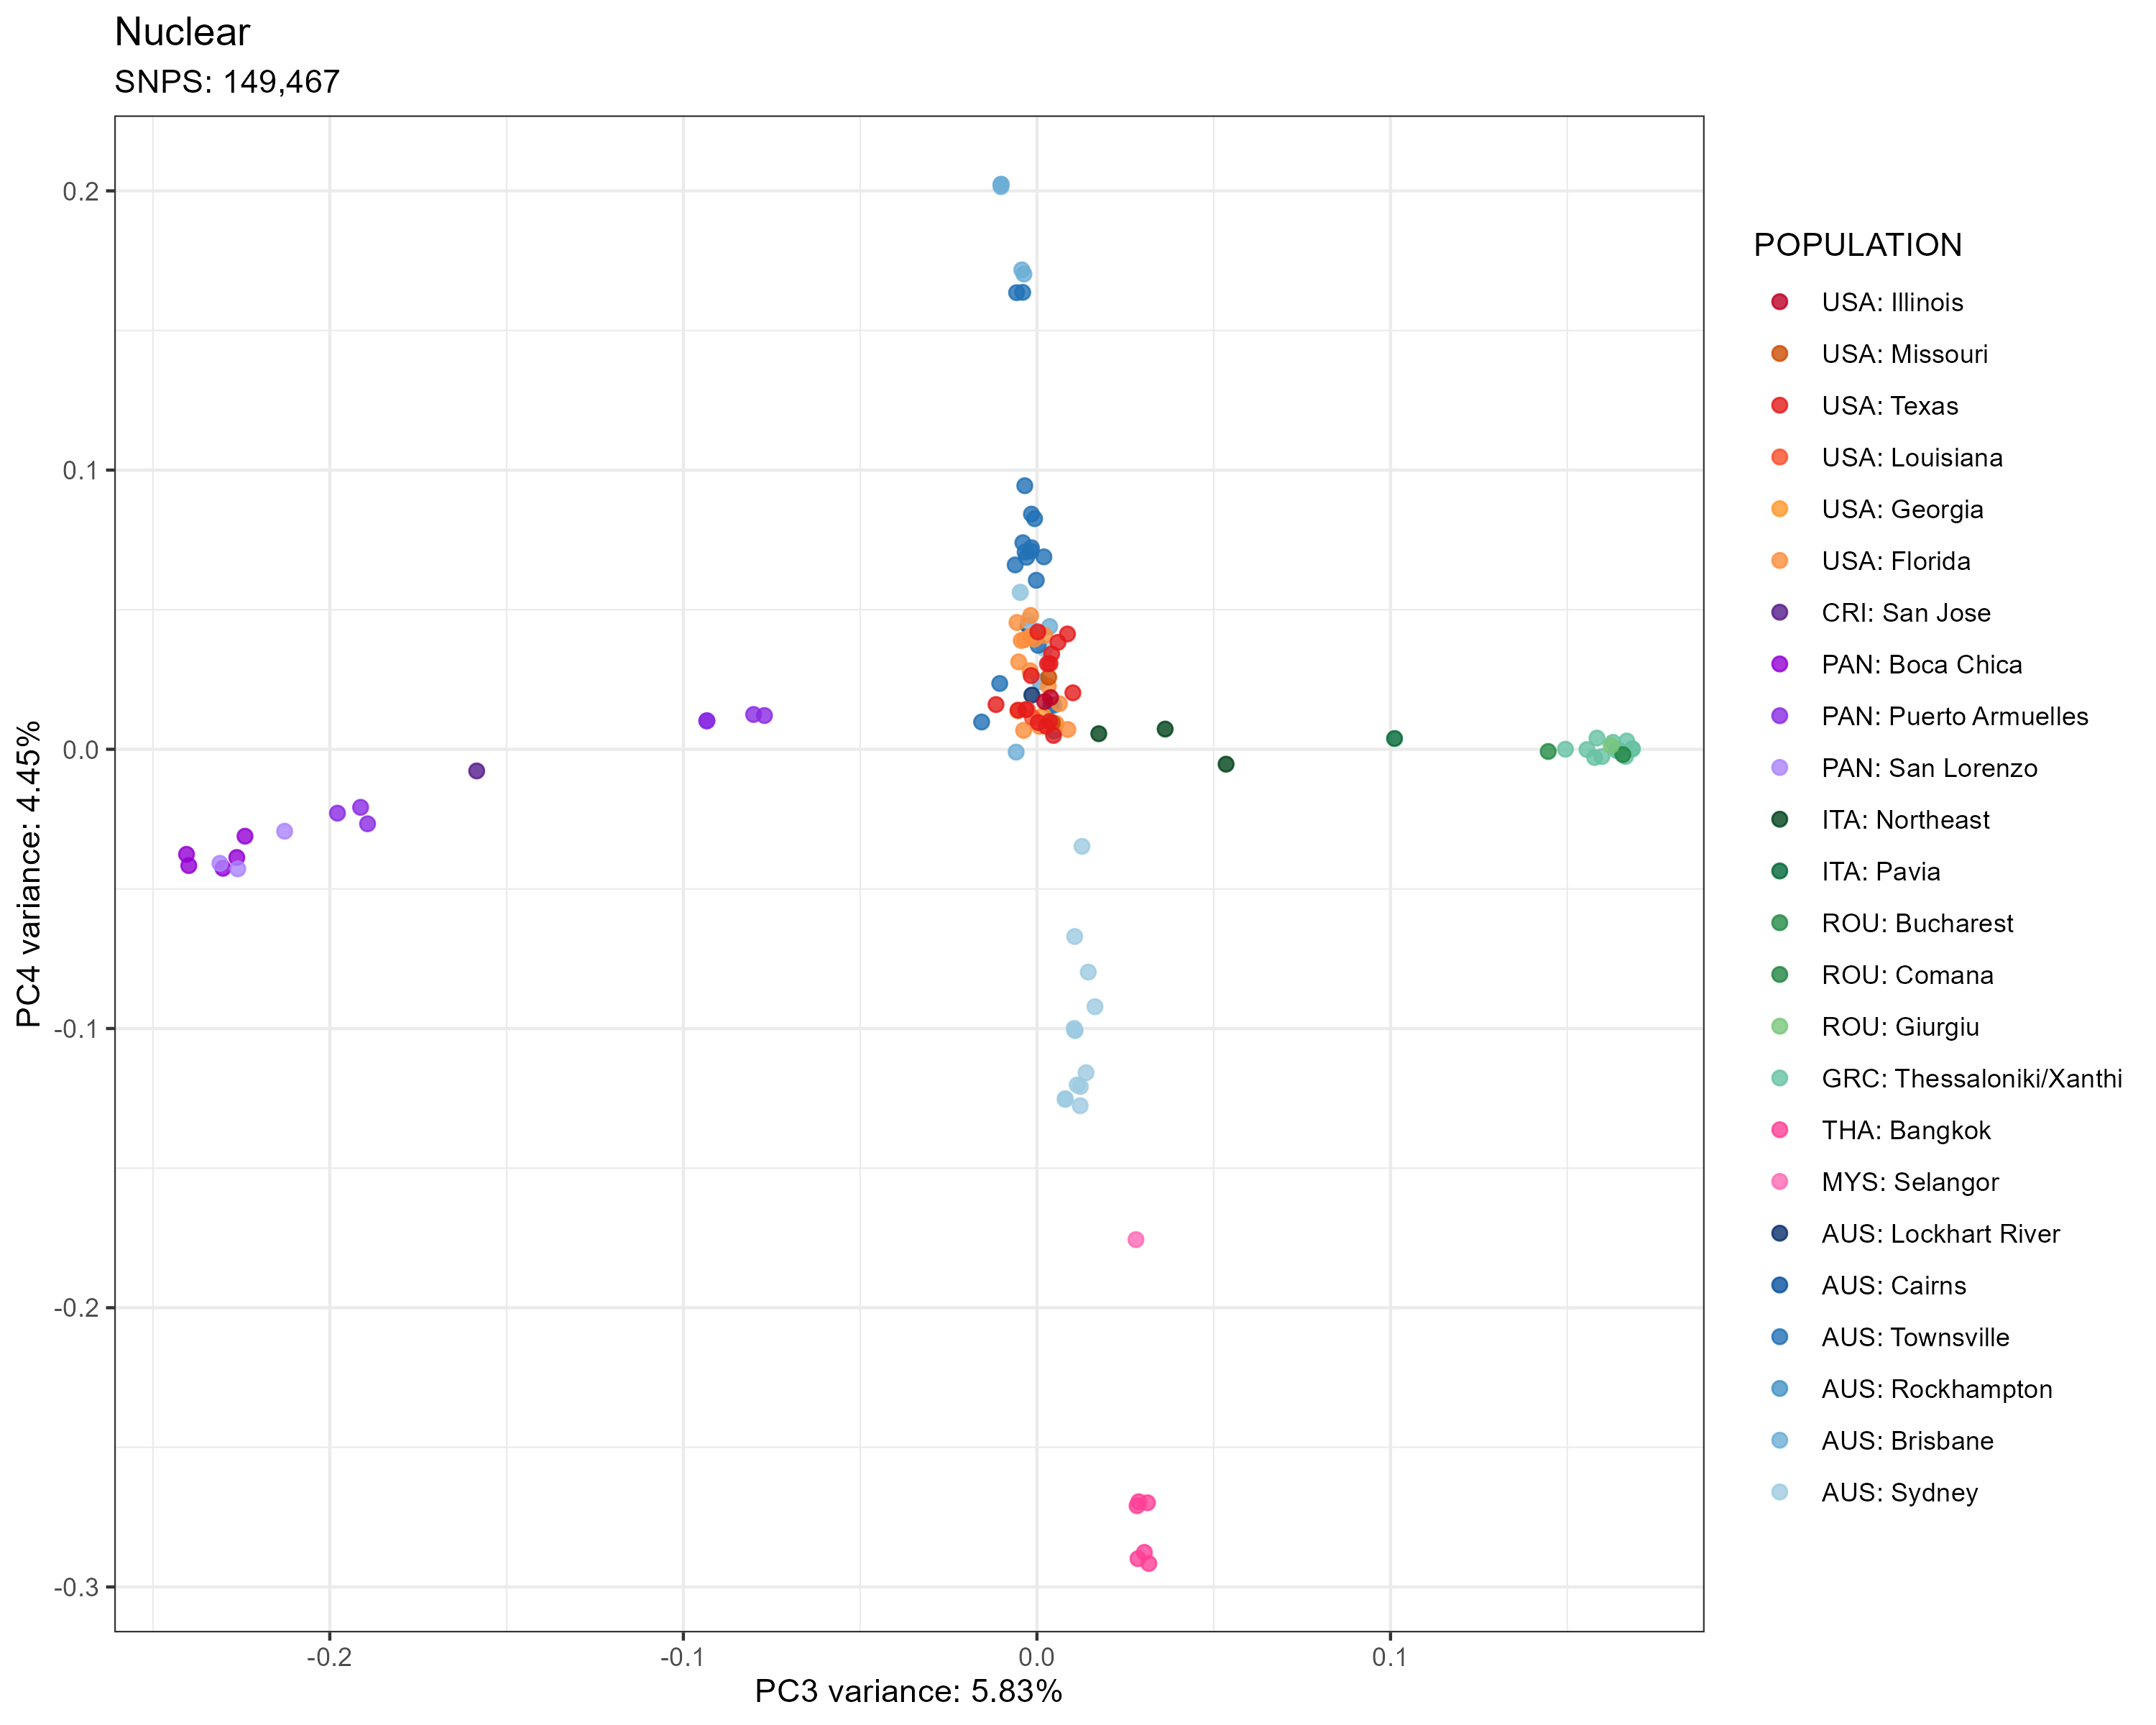 Nuclear
SNPS: 149,467
0.2
0.1
0.0
-0.1
-0.2
-0.3
PC4 variance: 4.45%
-0.2
-0.1
0.0
0.1
PC3 variance: 5.83%
POPULATION
USA: Illinois
USA: Missouri
USA: Texas
USA: Louisiana
USA: Georgia
USA: Florida
CRI: San Jose
PAN: Boca Chica
PAN: Puerto Armuelles
PAN: San Lorenzo
ITA: Northeast
ITA: Pavia
ROU: Bucharest
ROU: Comana
ROU: Giurgiu
GRC: Thessaloniki/Xanthi
THA: Bangkok
MYS: Selangor
AUS: Lockhart River
AUS: Cairns
AUS: Townsville
AUS: Rockhampton
AUS: Brisbane
AUS: Sydney